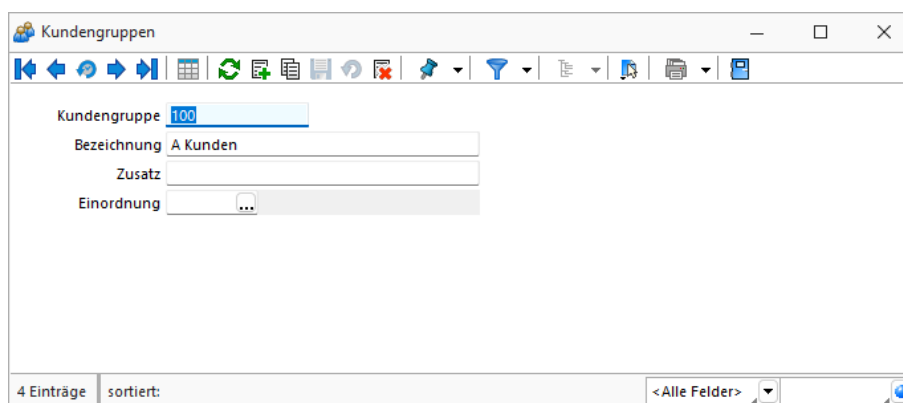 Kundengruppen
Kundengruppe 100
Bezeichnung A Kunden
Zusatz
Einordnung ...
4 Einträge sortiert: <Alle Felder>